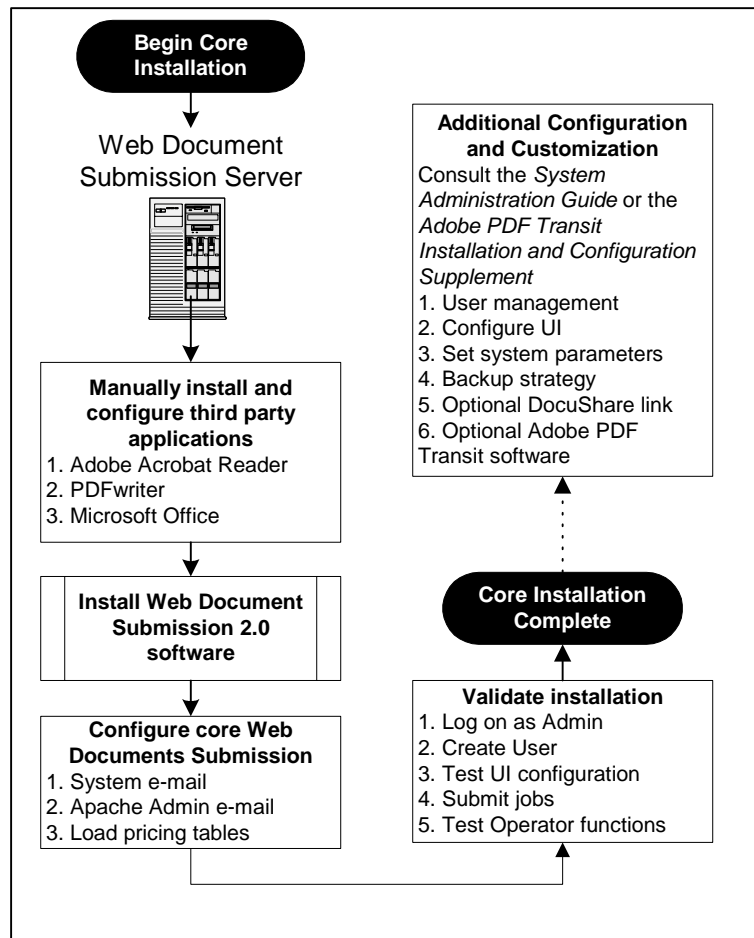 Begin Core
Installation
Web Document
Submission Server
Manually install and
configure third party
applications
1. Adobe Acrobat Reader
2. PDFwriter
3. Microsoft Office
Install Web Document
Submission 2.0
software
Configure core Web
Documents Submission
1. System e-mail
2. Apache Admin e-mail
3. Load pricing tables
Validate installation
1. Log on as Admin
2. Create User
3. Test UI configuration
4. Submit jobs
5. Test Operator functions
Core Installation
Complete
Additional Configuration
and Customization
Consult the System
Administration Guide or the
Adobe PDF Transit
Installation and Configuration
Supplement
1. User management
2. Configure UI
3. Set system parameters
4. Backup strategy
5. Optional DocuShare link
6. Optional Adobe PDF
Transit software